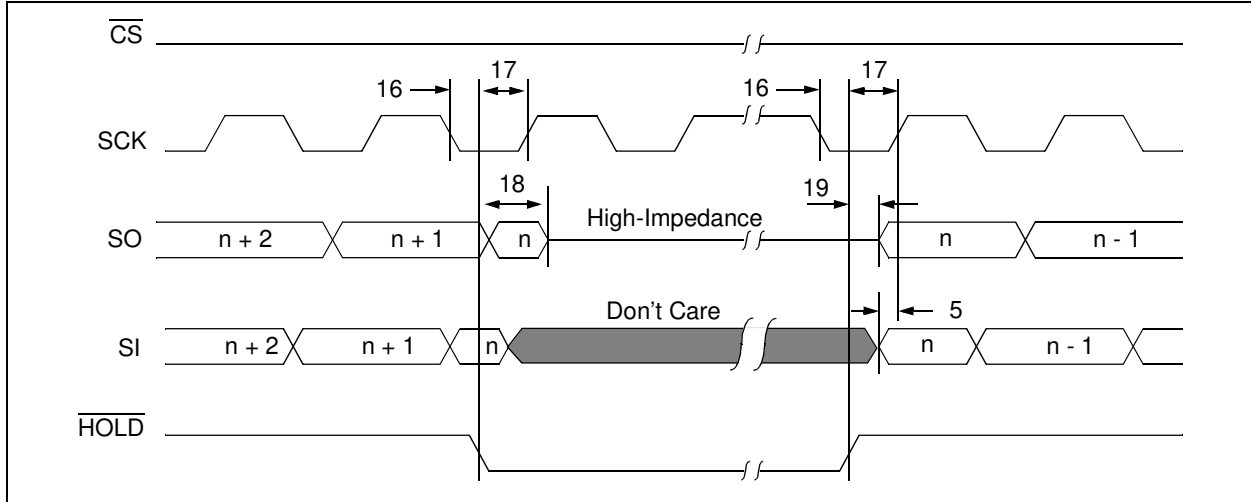 CS
16 17 16 17
SCK
18 19
High-Impedance
SO n + 2 n + 1 n n n - 1
Don't Care 5
SI n + 2 n + 1 n n n - 1
HOLD